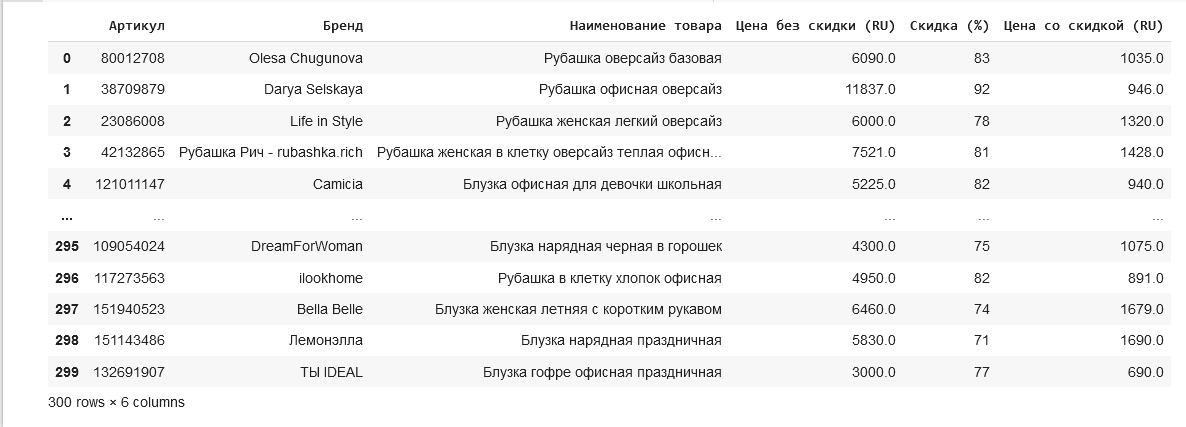 Артикул Бренд Наименование товара Цена без скидки (RU) Скидка (%) Цена со скидкой (RU)
0 80012708 Olesa Chugunova Рубашка оверсайз базовая 6090.0 83 1035.0
1 38709879 Darya Selskaya Рубашка офисная оверсайз 11837.0 92 946.0
2 23086008 Life in Style Рубашка женская легкий оверсайз 6000.0 78 1320.0
3 42132865 Рубашка Рич - rubashka.rich Рубашка женская в клетку оверсайз теплая офисн... 7521.0 81 1428.0
4 121011147 Camicia Блузка офисная для девочки школьная 5225.0 82 940.0
... ... ... ... ... ... ...
295 109054024 DreamForWoman Блузка нарядная черная в горошек 4300.0 75 1075.0
296 117273563 ilookhome Рубашка в клетку хлопок офисная 4950.0 82 891.0
297 151940523 Bella Belle Блузка женская летняя с коротким рукавом 6460.0 74 1679.0
298 151143486 Лемонэлла Блузка нарядная праздничная 5830.0 71 1690.0
299 132691907 ТЫ IDEAL Блузка гофре офисная праздничная 3000.0 77 690.0
300 rows × 6 columns